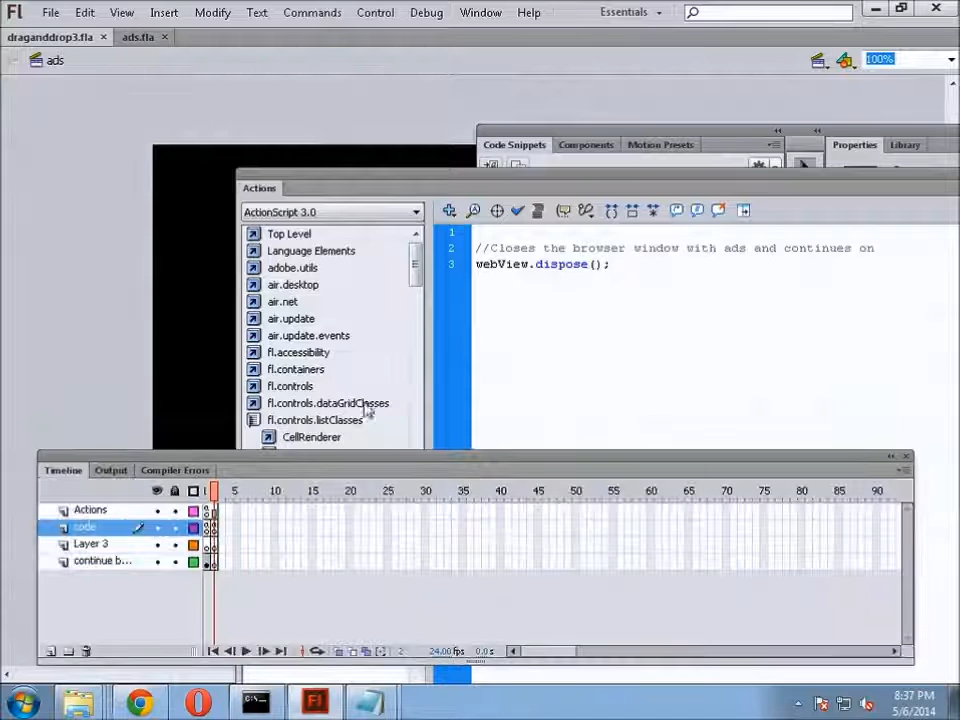 Fl File Edit View Insert Modify Text Commands Control Debug Window Help Essentials
draganddrop3.fla × ads.fla ×
ads 100%
Code Snippets Components Motion Presets Properties Library
Actions
ActionScript 3.0
Top Level
Language Elements
adobe.utils
air.desktop
air.net
air.update
air.update.events
fl.accessibility
fl.containers
fl.controls
fl.controls.dataGridClasses
fl.controls.listClasses
CellRenderer
1
2 //Closes the browser window with ads and continues on
3 webView.dispose();
Timeline Output Compiler Errors
5 10 15 20 25 30 35 40 45 50 55 60 65 70 75 80 85 90
Actions
code
Layer 3
continue b...
2 24.00 fps 0.0 s
C:\_
Fl
8:37 PM
5/6/2014